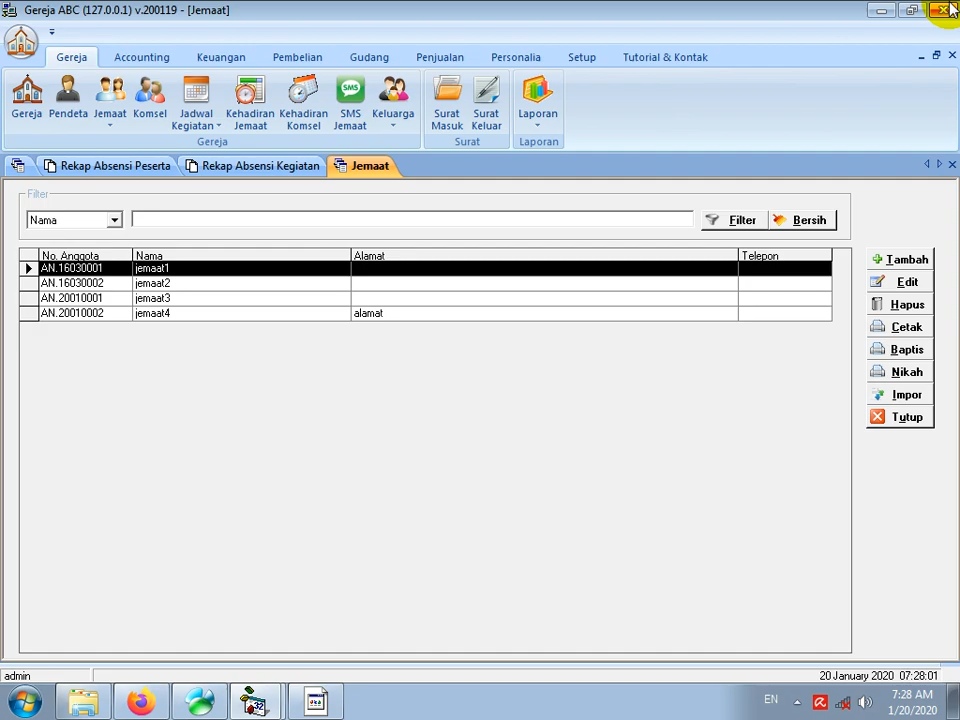 Gereja ABC (127.0.0.1) v.200119 - [Jemaat]
Gereja Accounting Keuangan Pembelian Gudang Penjualan Personalia Setup Tutorial & Kontak
Gereja Pendeta Jemaat Komsel Jadwal Kegiatan Kehadiran Jemaat Kehadiran Komsel SMS Jemaat Keluarga Surat Masuk Surat Keluar Laporan
SMS
Gereja Surat Laporan
Rekap Absensi Peserta Rekap Absensi Kegiatan Jemaat
Filter
Nama Filter Bersih
No. Anggota Nama Alamat Telepon
AN.16030001 jemaat1
AN.16030002 jemaat2
AN.20010001 jemaat3
AN.20010002 jemaat4 alamat
Tambah
Edit
Hapus
Cetak
Baptis
Nikah
Impor
Tutup
admin 20 January 2020 07:28:01
32
EN 7:28 AM
1/20/2020